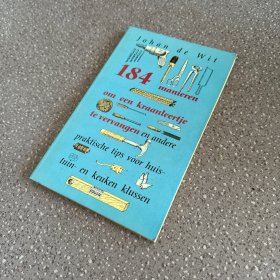 Johan de Wit
184 manieren
om een kraanleertje
te vervangen en andere
praktische tips voor huis-
tuin- en keuken klussen